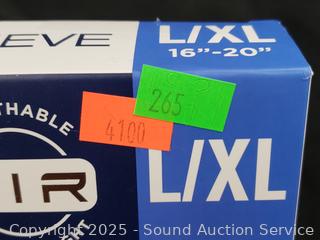 EVE
L/XL
16"-20"
265
4100
THABLE
IR
L/XL
Copyright 2025 - Sound Auction Service